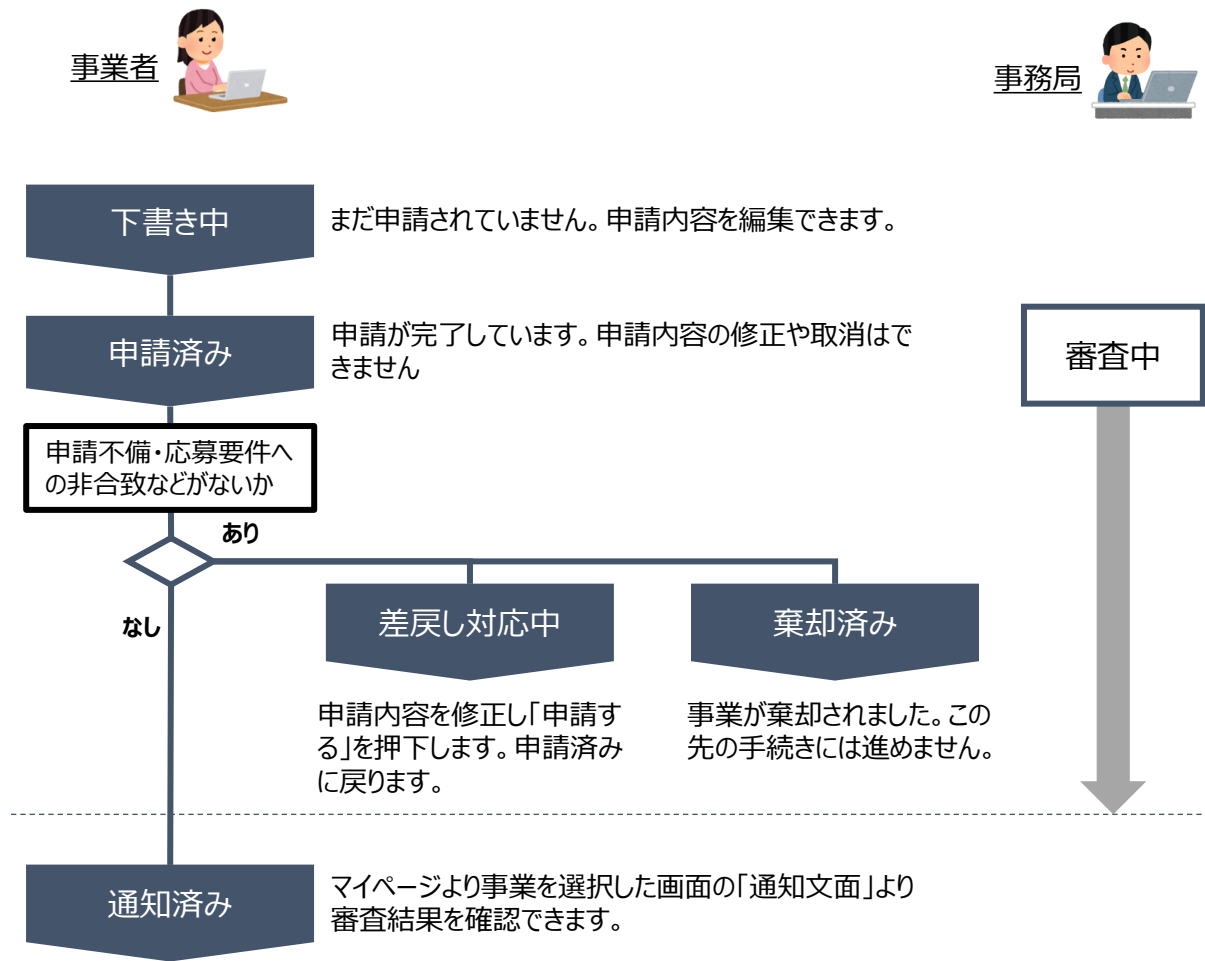 事業者
事務局
下書き中
まだ申請されていません。申請内容を編集できます。
申請済み
申請が完了しています。申請内容の修正や取消はで
きません
審査中
申請不備・応募要件へ
の非合致などがないか
あり
なし
差戻し対応中
棄却済み
申請内容を修正し「申請す
る」を押下します。申請済み
に戻ります。
事業が棄却されました。この
先の手続きには進めません。
通知済み
マイページより事業を選択した画面の「通知文面」より
審査結果を確認できます。